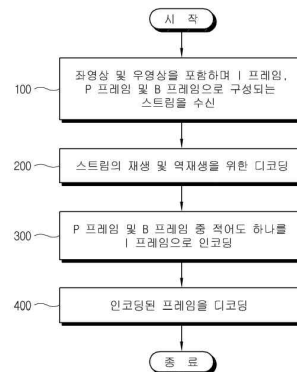 시 작
100
좌영상 및 우영상을 포함하며 I 프레임,
P 프레임 및 B 프레임으로 구성되는
스트림을 수신
200
스트림의 재생 및 역재생을 위한 디코딩
300
P 프레임 및 B 프레임 중 적어도 하나를
I 프레임으로 인코딩
400
인코딩된 프레임을 디코딩
종 료